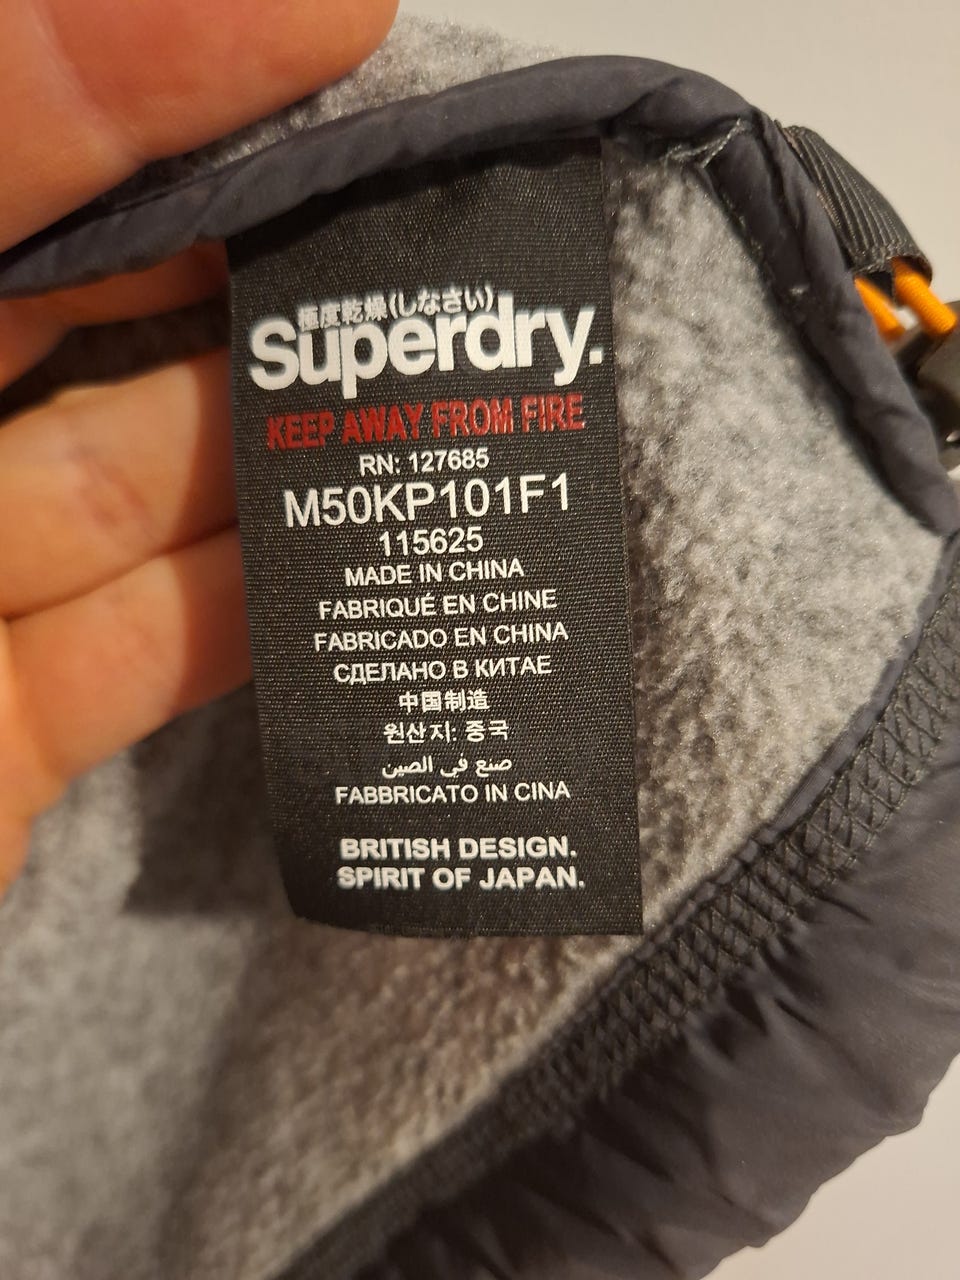 極度乾燥(しなさい)
Superdry.
KEEP AWAY FROM FIRE
RN: 127685
M50KP101F1
115625
MADE IN CHINA
FABRIQUÉ EN CHINE
FABRICADO EN CHINA
СДЕЛАНО В КИТАЕ
中国制造
원산지: 중국
صنع في الصين
FABBRICATO IN CINA
BRITISH DESIGN.
SPIRIT OF JAPAN.